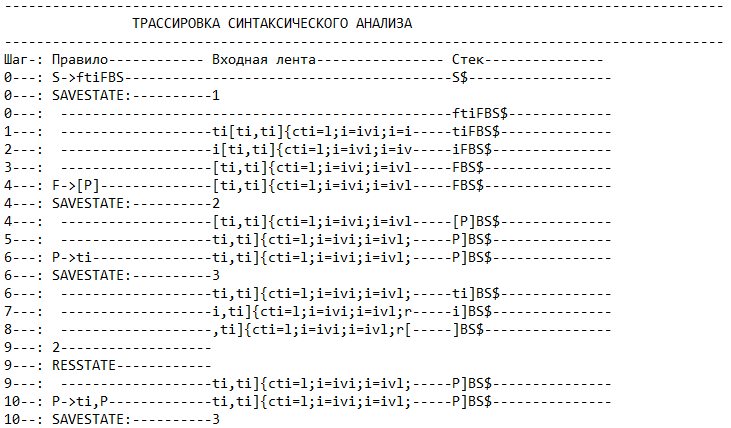 ------------------------------------------------------------------------------------------
                ТРАССИРОВКА СИНТАКСИЧЕСКОГО АНАЛИЗА
------------------------------------------------------------------------------------------
Шаг-: Правило------------ Входная лента---------------- Стек---------------
0---: S->ftiFBS-----------------------------------------S$------------------
0---: SAVESTATE:----------1
0---:  -------------------------------------------------ftiFBS$-------------
1---:  -------------------ti[ti,ti]{cti=l;i=ivi;i=i-----tiFBS$--------------
2---:  -------------------i[ti,ti]{cti=l;i=ivi;i=iv-----iFBS$---------------
3---:  -------------------[ti,ti]{cti=l;i=ivi;i=ivl-----FBS$----------------
4---: F->[P]--------------[ti,ti]{cti=l;i=ivi;i=ivl-----FBS$----------------
4---: SAVESTATE:----------2
4---:  -------------------[ti,ti]{cti=l;i=ivi;i=ivl-----[P]BS$--------------
5---:  -------------------ti,ti]{cti=l;i=ivi;i=ivl;-----P]BS$---------------
6---: P->ti---------------ti,ti]{cti=l;i=ivi;i=ivl;-----P]BS$---------------
6---: SAVESTATE:----------3
6---:  -------------------ti,ti]{cti=l;i=ivi;i=ivl;-----ti]BS$--------------
7---:  -------------------i,ti]{cti=l;i=ivi;i=ivl;r-----i]BS$---------------
8---:  -------------------,ti]{cti=l;i=ivi;i=ivl;r[-----]BS$----------------
9---: 2-------------------
9---: RESSTATE------------
9---:  -------------------ti,ti]{cti=l;i=ivi;i=ivl;-----P]BS$---------------
10--: P->ti,P-------------ti,ti]{cti=l;i=ivi;i=ivl;-----P]BS$---------------
10--: SAVESTATE:----------3